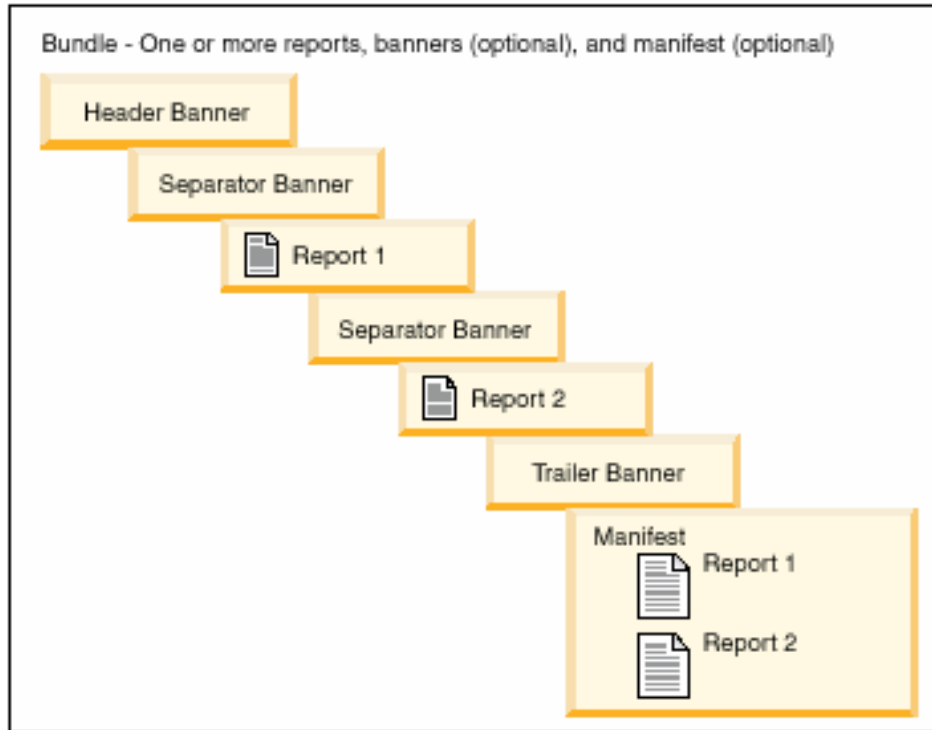 Bundle - One or more reports, banners (optional), and manifest (optional)
Header Banner
Separator Banner
Report 1
Separator Banner
Report 2
Trailer Banner
Manifest
Report 1
Report 2